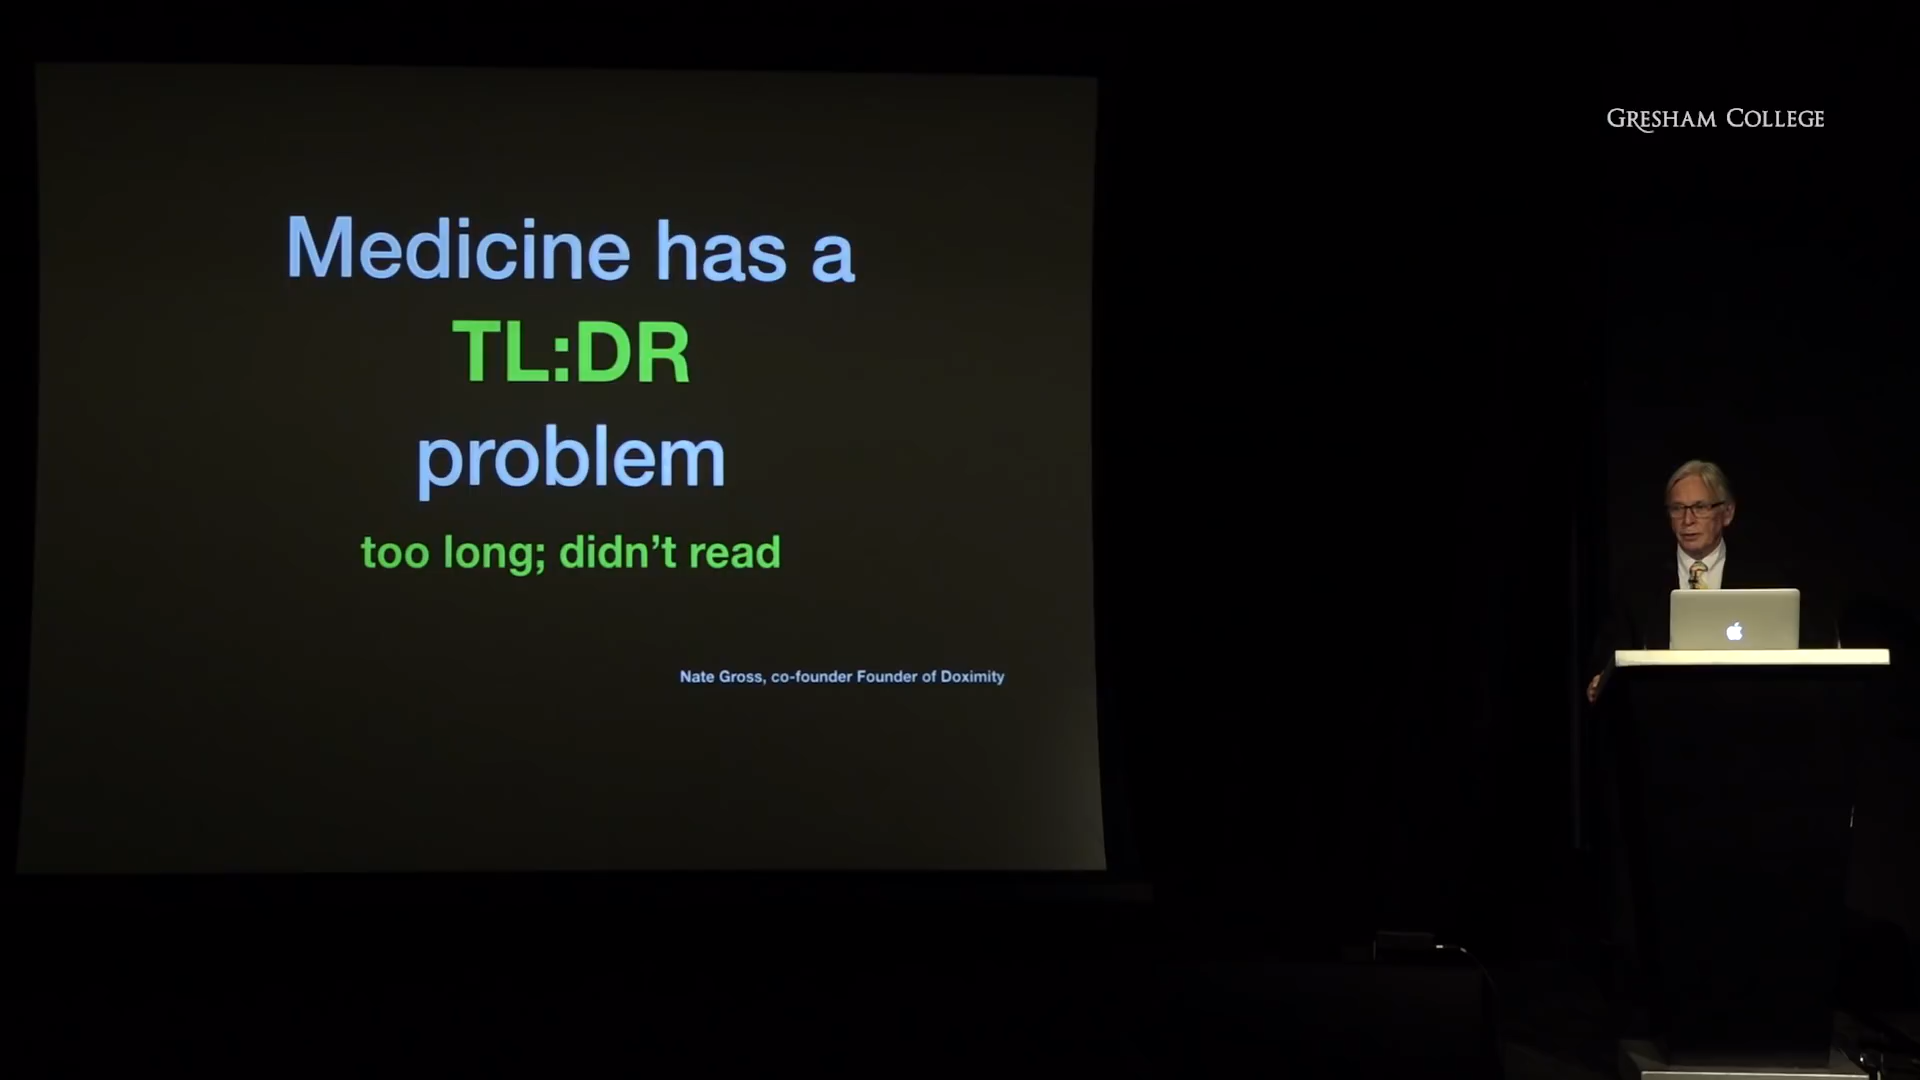 GRESHAM COLLEGE
Medicine has a
TL:DR
problem
too long; didn't read
Nate Gross, co-founder Founder of Doximity